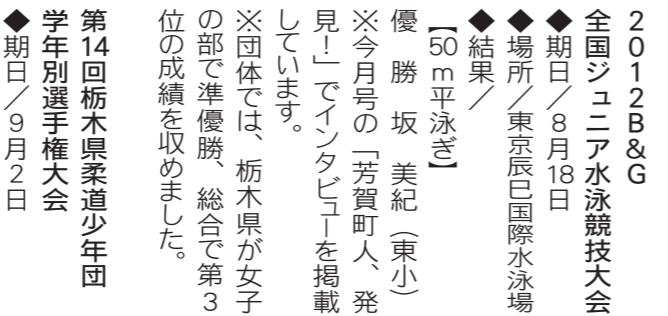 2012B&G
全国ジュニア水泳競技大会
◆期日/8月18日
◆場所/東京辰巳国際水泳場
◆結果/
【50m平泳ぎ】
優 勝 坂 美紀(東小)
※今月号の「芳賀町人、発
見!」でインタビューを掲載
しています。
※団体では、栃木県が女子
の部で準優勝、総合で第3
位の成績を収めました。
第14回栃木県柔道少年団
学年別選手権大会
◆期日/9月2日